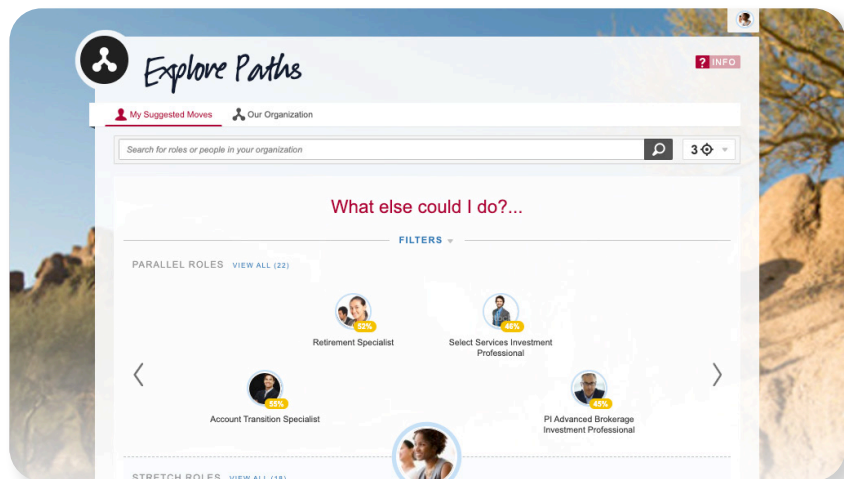 Explore Paths
? INFO
My Suggested Moves
Our Organization
Search for roles or people in your organization
3
What else could I do?...
FILTERS
PARALLEL ROLES VIEW ALL (22)
52%
Retirement Specialist
46%
Select Services Investment
Professional
55%
Account Transition Specialist
45%
PI Advanced Brokerage
Investment Professional
STRETCH ROLES VIEW ALL (18)